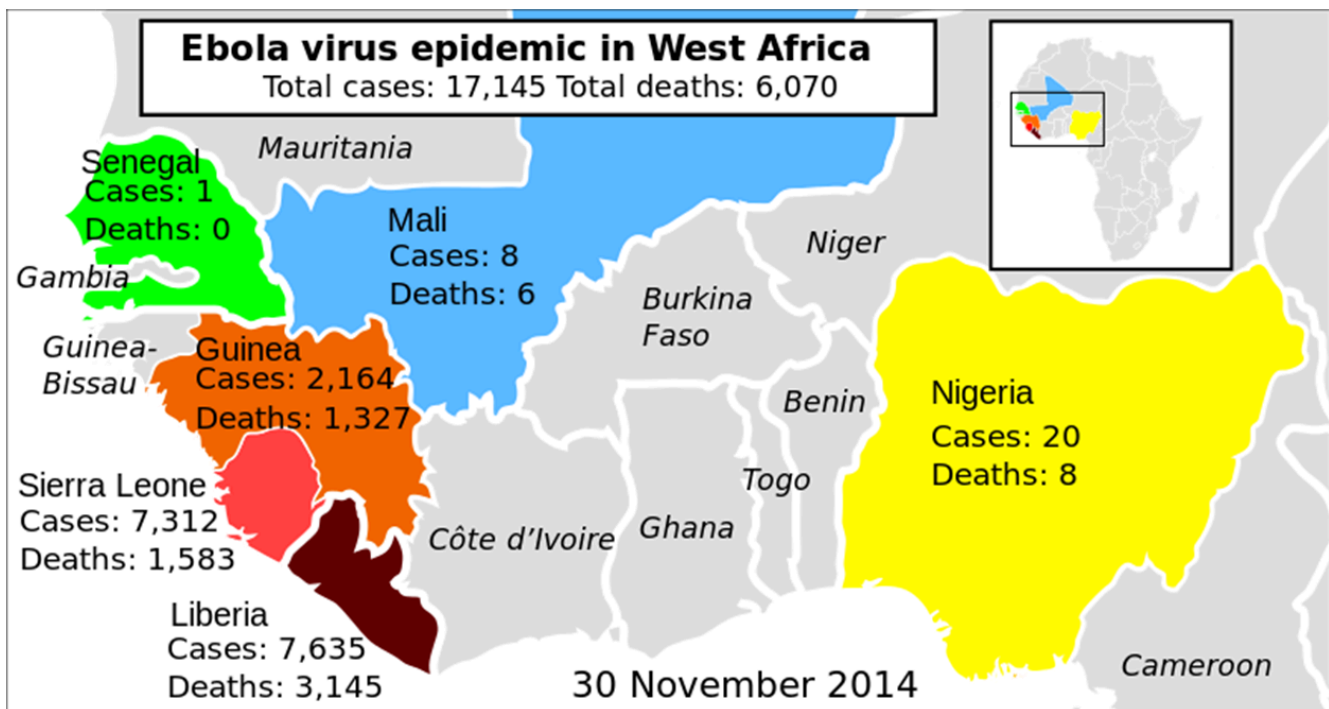 Ebola virus epidemic in West Africa
Total cases: 17,145 Total deaths: 6,070
Mauritania
Senegal
Cases: 1
Deaths: 0
Mali
Cases: 8
Deaths: 6
Niger
Gambia
Burkina
Faso
Guinea-
Bissau
Guinea
Cases: 2,164
Deaths: 1,327
Benin
Nigeria
Cases: 20
Deaths: 8
Togo
Sierra Leone
Cases: 7,312
Deaths: 1,583
Côte d’Ivoire
Ghana
Liberia
Cases: 7,635
Deaths: 3,145
30 November 2014
Cameroon